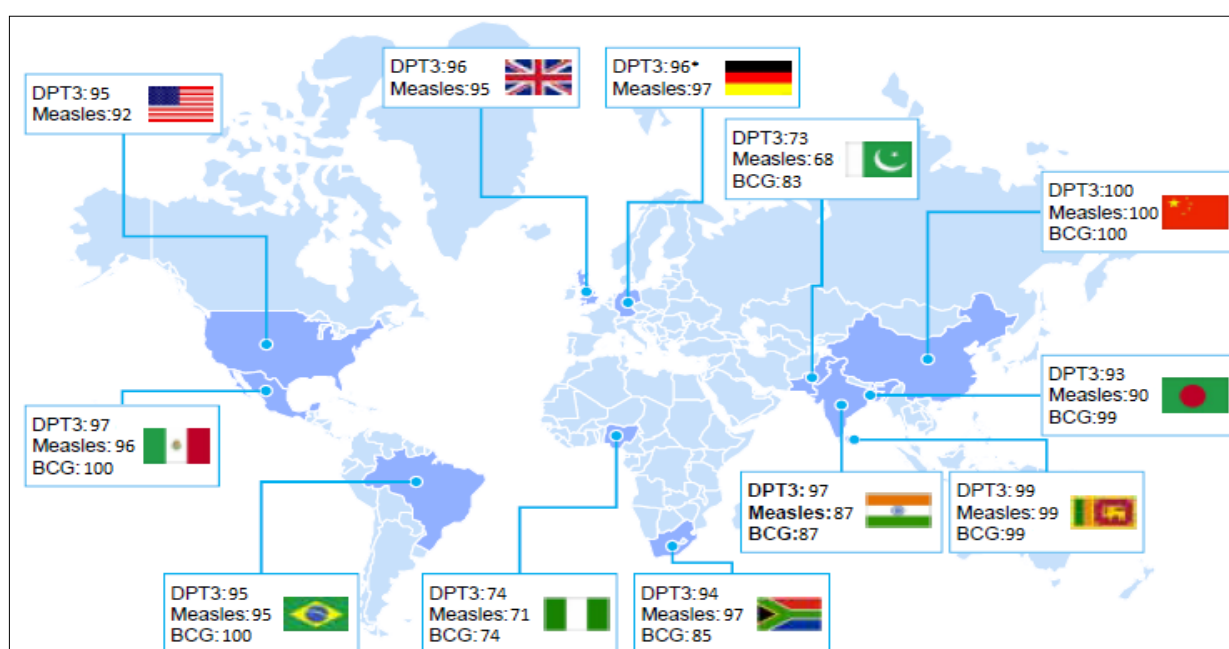 DPT3:95
Measles:92
DPT3:96
Measles:95
DPT3:96*
Measles:97
DPT3:73
Measles:68
BCG:83
DPT3:100
Measles:100
BCG:100
DPT3:93
Measles:90
BCG:99
DPT3:97
Measles:96
BCG:100
DPT3:97
Measles:87
BCG:87
DPT3:99
Measles:99
BCG:99
DPT3:95
Measles:95
BCG:100
DPT3:74
Measles:71
BCG:74
DPT3:94
Measles:97
BCG:85